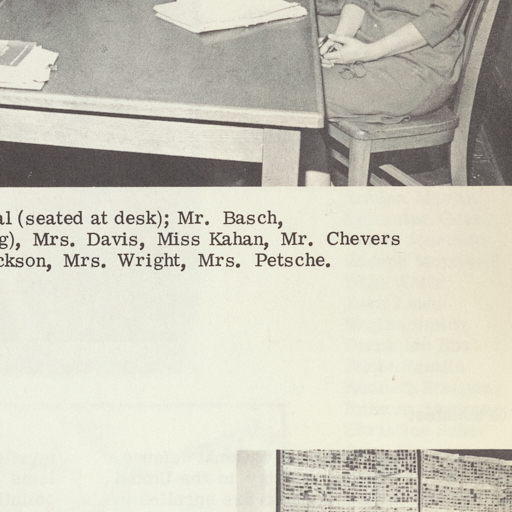 al (seated at desk); Mr. Basch,
g), Mrs. Davis, Miss Kahan, Mr. Chevers
ckson, Mrs. Wright, Mrs. Petsche.